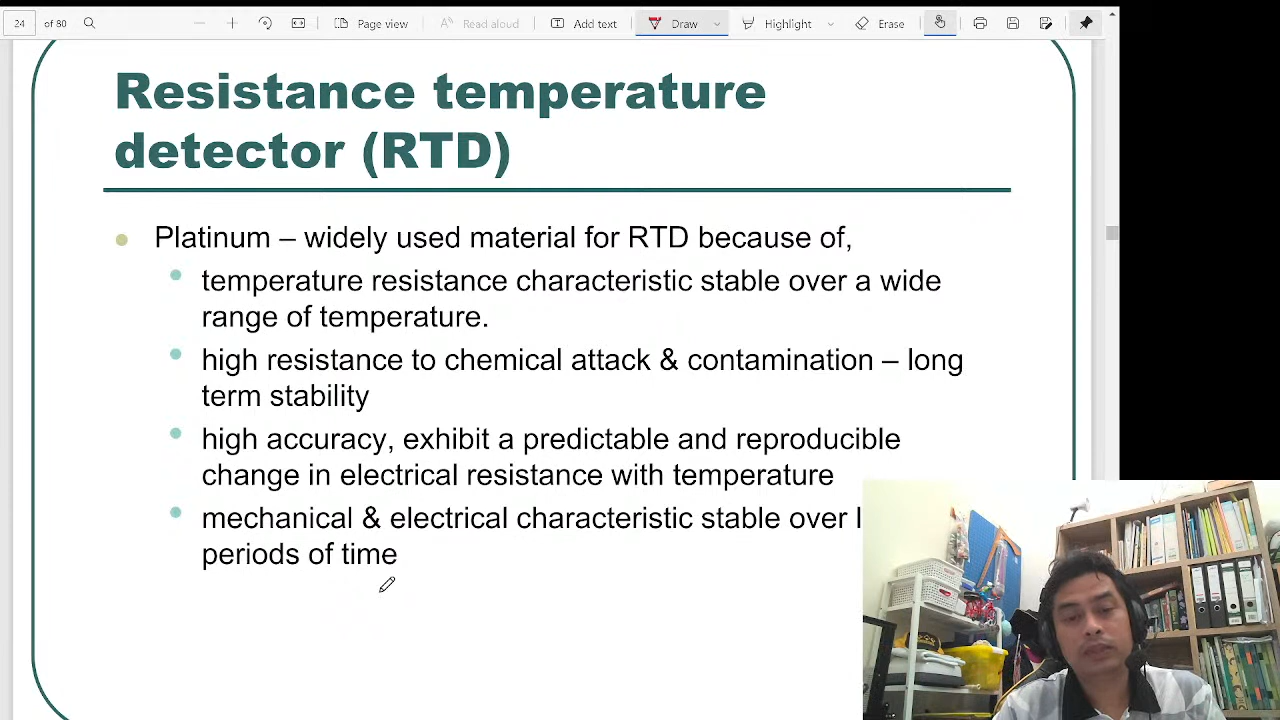 24 of 80 Page view Read aloud Add text Draw Highlight Erase
Resistance temperature
detector (RTD)
Platinum – widely used material for RTD because of,
temperature resistance characteristic stable over a wide
range of temperature.
high resistance to chemical attack & contamination – long
term stability
high accuracy, exhibit a predictable and reproducible
change in electrical resistance with temperature
mechanical & electrical characteristic stable over l
periods of time